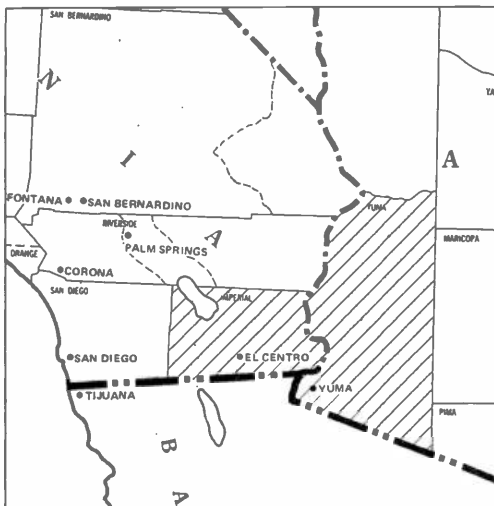 SAN BERNARDINO
N
I
A
A
YA
FONTANA
SAN BERNARDINO
YUMA
RIVERSIDE
PALM SPRINGS
ORANGE
MARICOPA
CORONA
SAN DIEGO
IMPERIAL
SAN DIEGO
EL CENTRO
TIJUANA
YUMA
PIMA
B
A